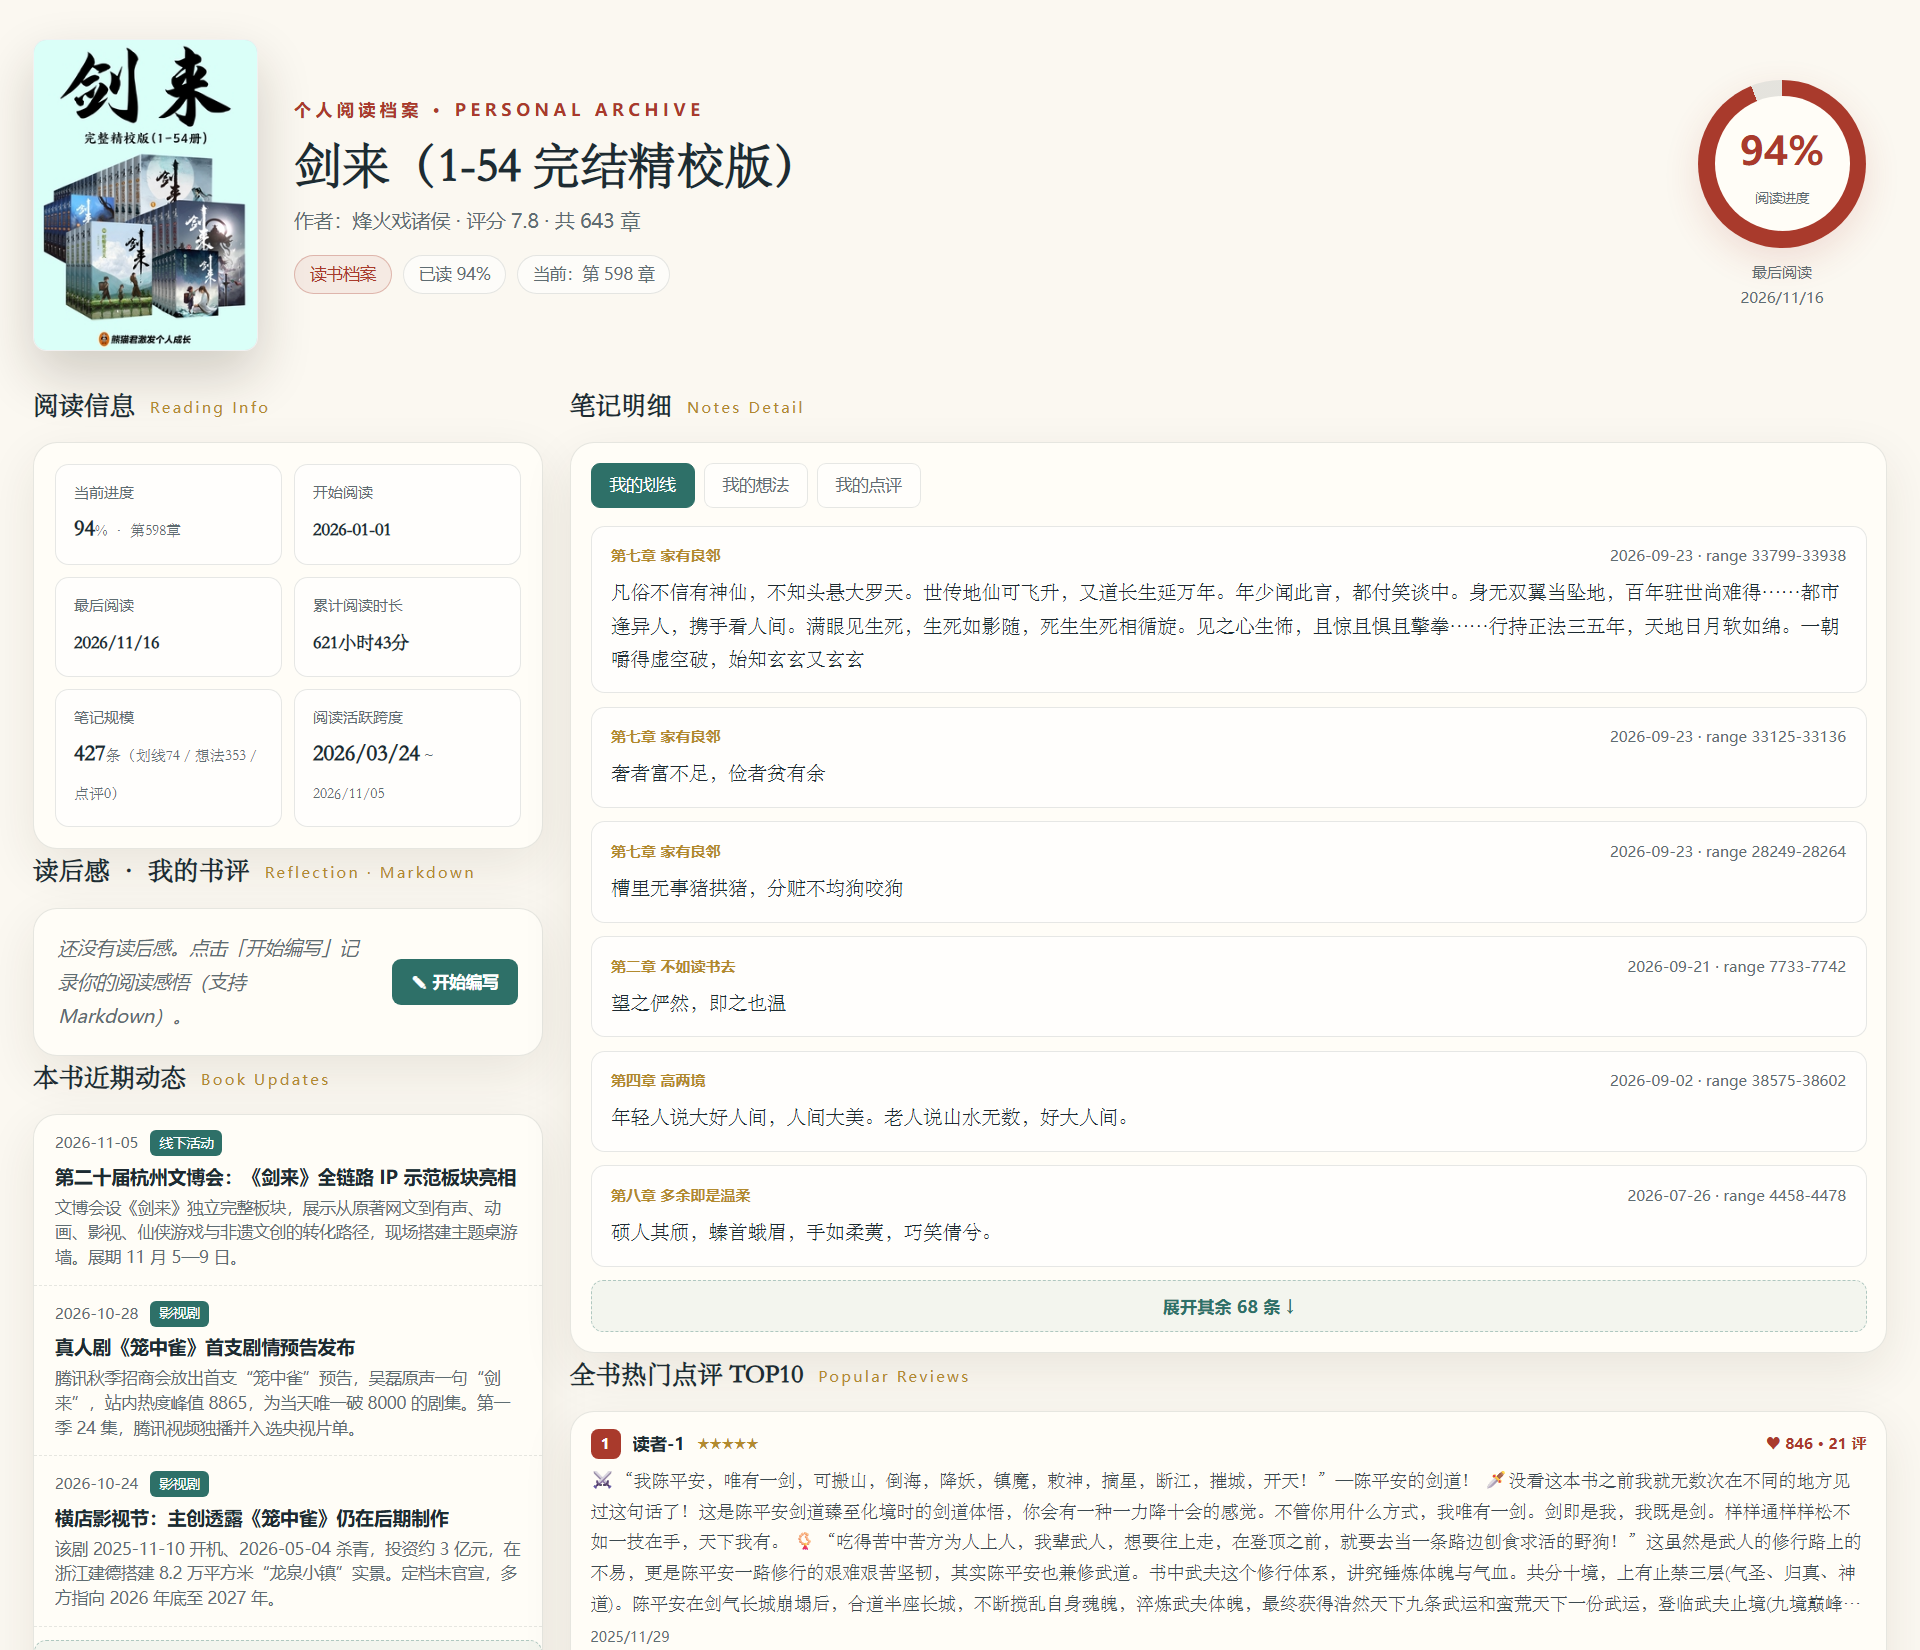 剑来
完整精校版(1-54册)
剑来
剑来
剑来
剑来
熊猫君激发个人成长
个人阅读档案 • PERSONAL ARCHIVE
剑来（1-54 完结精校版）
作者：烽火戏诸侯 · 评分 7.8 · 共 643 章
读书档案
已读 94%
当前：第 598 章
94%
阅读进度
最后阅读
2026/11/16
阅读信息 Reading Info
当前进度
94% · 第598章
开始阅读
2026-01-01
最后阅读
2026/11/16
累计阅读时长
621小时43分
笔记规模
427条（划线74 / 想法353 /
点评0）
阅读活跃跨度
2026/03/24 ~
2026/11/05
读后感 · 我的书评 Reflection · Markdown
还没有读后感。点击「开始编写」记
录你的阅读感悟（支持
Markdown）。
✎ 开始编写
本书近期动态 Book Updates
2026-11-05 线下活动
第二十届杭州文博会：《剑来》全链路 IP 示范板块亮相
文博会设《剑来》独立完整板块，展示从原著网文到有声、动
画、影视、仙侠游戏与非遗文创的转化路径，现场搭建主题桌游
墙。展期 11 月 5—9 日。
2026-10-28 影视剧
真人剧《笼中雀》首支剧情预告发布
腾讯秋季招商会放出首支“笼中雀”预告，吴磊原声一句“剑
来”，站内热度峰值 8865，为当天唯一破 8000 的剧集。第一
季 24 集，腾讯视频独播并入选央视片单。
2026-10-24 影视剧
横店影视节：主创透露《笼中雀》仍在后期制作
该剧 2025-11-10 开机、2026-05-04 杀青，投资约 3 亿元，在
浙江建德搭建 8.2 万平方米“龙泉小镇”实景。定档未官宣，多
方指向 2026 年底至 2027 年。
笔记明细 Notes Detail
我的划线
我的想法
我的点评
第七章 家有良邻
2026-09-23 · range 33799-33938
凡俗不信有神仙，不知头悬大罗天。世传地仙可飞升，又道长生延万年。年少闻此言，都付笑谈中。身无双翼当坠地，百年驻世尚难得……都市
逢异人，携手看人间。满眼见生死，生死如影随，死生生死相循旋。见之心生怖，且惊且惧且擎拳……行持正法三五年，天地日月软如绵。一朝
嚼得虚空破，始知玄玄又玄玄
第七章 家有良邻
2026-09-23 · range 33125-33136
奢者富不足，俭者贫有余
第七章 家有良邻
2026-09-23 · range 28249-28264
槽里无事猪拱猪，分赃不均狗咬狗
第二章 不如读书去
2026-09-21 · range 7733-7742
望之俨然，即之也温
第四章 高两境
2026-09-02 · range 38575-38602
年轻人说大好人间，人间大美。老人说山水无数，好大人间。
第八章 多余即是温柔
2026-07-26 · range 4458-4478
硕人其颀，螓首蛾眉，手如柔荑，巧笑倩兮。
展开其余 68 条 ↓
全书热门点评 TOP10 Popular Reviews
1 读者-1 ★★★★★
♥ 846 • 21 评
⚔️ “我陈平安，唯有一剑，可搬山，倒海，降妖，镇魔，敕神，摘星，断江，摧城，开天！”—陈平安的剑道！ 🗡️没看这本书之前我就无数次在不同的地方见
过这句话了！这是陈平安剑道臻至化境时的剑道体悟，你会有一种一力降十会的感觉。不管你用什么方式，我唯有一剑。剑即是我，我既是剑。样样通样样松不
如一技在手，天下我有。 “吃得苦中苦方为人上人，我辈武人，想要往上走，在登顶之前，就要去当一条路边刨食求活的野狗！”这虽然是武人的修行路上的
不易，更是陈平安一路修行的艰难艰苦坚韧，其实陈平安也兼修武道。书中武夫这个修行体系，讲究锤炼体魄与气血。共分十境，上有止禁三层(气圣、归真、神
道)。陈平安在剑气长城崩塌后，合道半座长城，不断搅乱自身魂魄，淬炼武夫体魄，最终获得浩然天下九条武运和蛮荒天下一份武运，登临武夫止境(九境巅峰…
2025/11/29